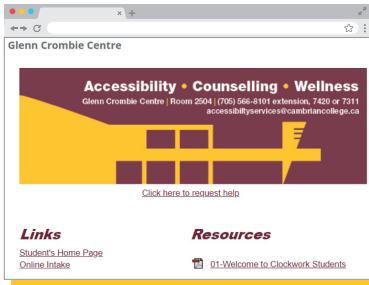 Glenn Crombie Centre
Accessibility • Counselling • Wellness
Glenn Crombie Centre | Room 2504 | (705) 566-8101 extension, 7420 or 7311
accessibiltyservices@cambriancollege.ca
Click here to request help
Links
Resources
Student's Home Page
Online Intake
01-Welcome to Clockwork Students